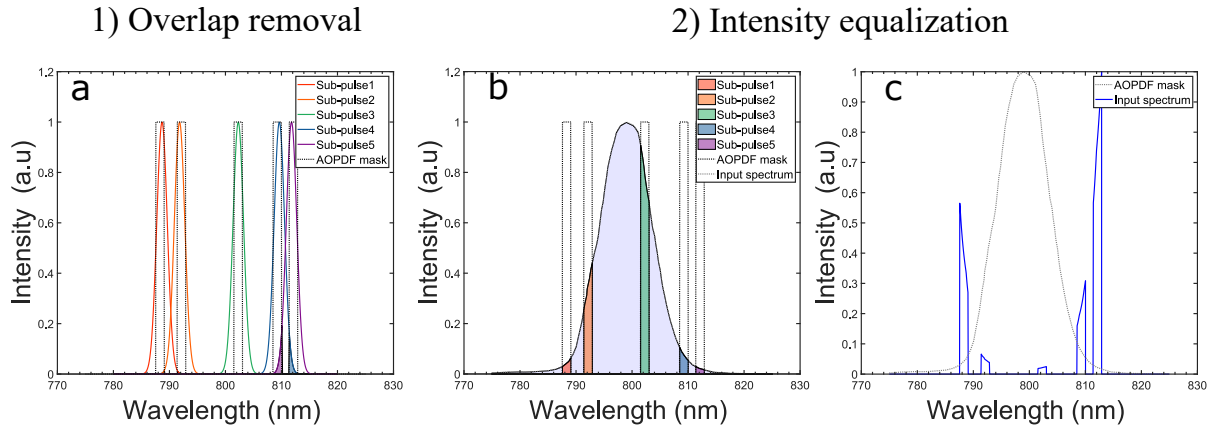 1) Overlap removal
2) Intensity equalization
a
Sub-pulse1
Sub-pulse2
Sub-pulse3
Sub-pulse4
Sub-pulse5
AOPDF mask
1.2
1
0.8
0.6
0.4
0.2
0
770
780
790
800
810
820
830
Intensity (a.u)
Wavelength (nm)
b
Sub-pulse1
Sub-pulse2
Sub-pulse3
Sub-pulse4
Sub-pulse5
AOPDF mask
Input spectrum
1.2
1
0.8
0.6
0.4
0.2
0
770
780
790
800
810
820
830
Intensity (a.u)
Wavelength (nm)
c
AOPDF mask
Input spectrum
1
0.9
0.8
0.7
0.6
0.5
0.4
0.3
0.2
0.1
0
770
780
790
800
810
820
830
Intensity (a.u)
Wavelength (nm)